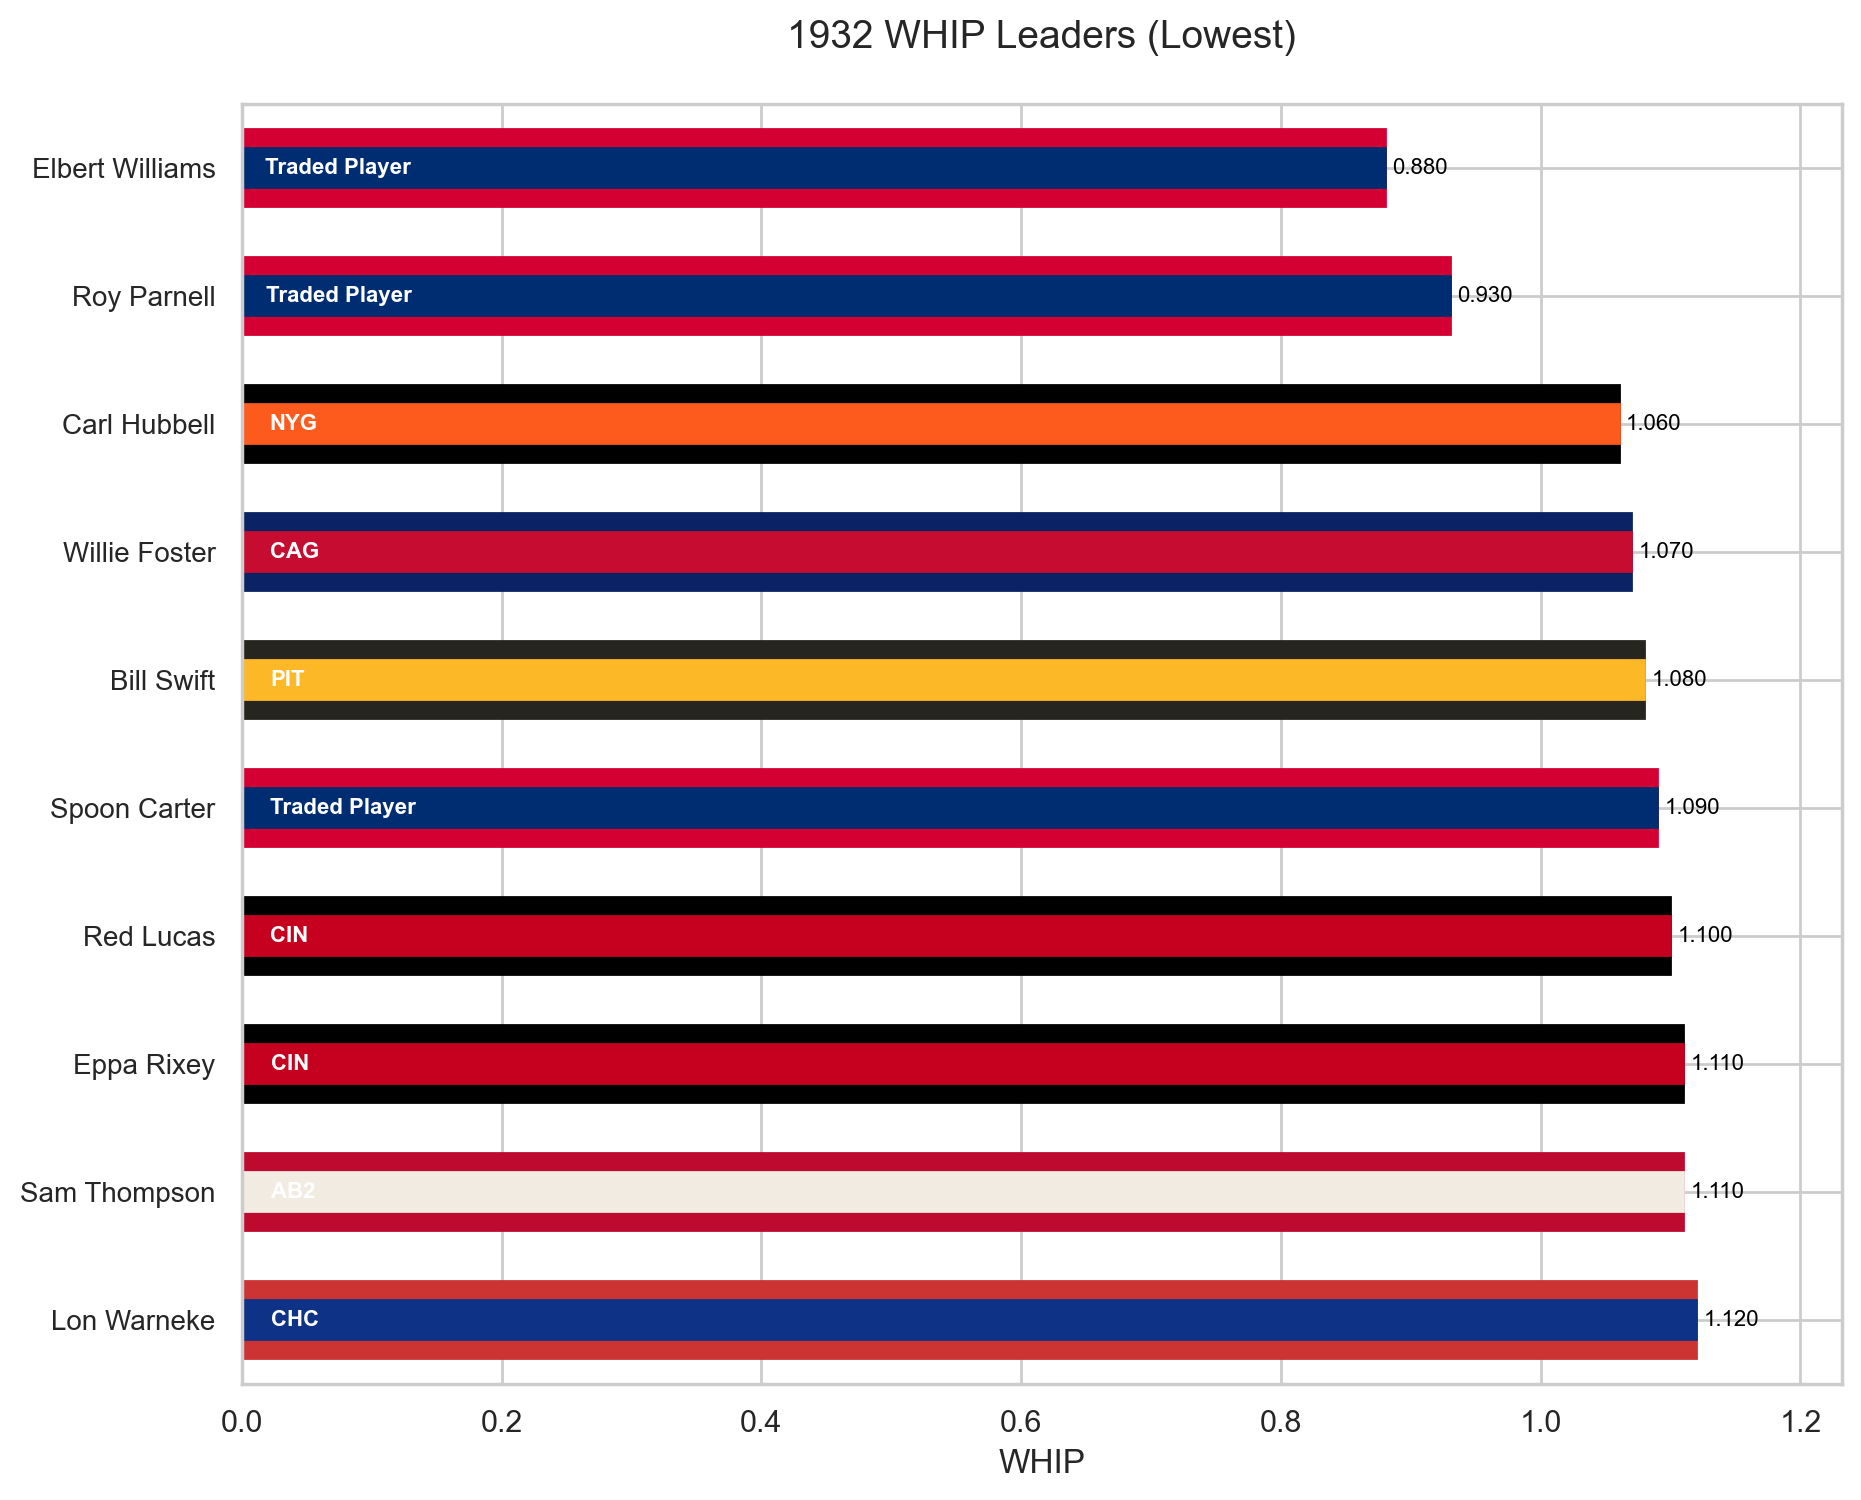 1932 WHIP Leaders (Lowest)
Elbert Williams Traded Player 0.880
Roy Parnell Traded Player 0.930
Carl Hubbell NYG 1.060
Willie Foster CAG 1.070
Bill Swift PIT 1.080
Spoon Carter Traded Player 1.090
Red Lucas CIN 1.100
Eppa Rixey CIN 1.110
Sam Thompson AB2 1.110
Lon Warneke CHC 1.120
0.0 0.2 0.4 0.6 0.8 1.0 1.2
WHIP